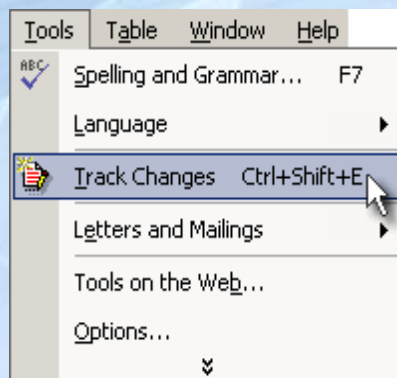 Tools Table Window Help
ABC
Spelling and Grammar... F7
Language
Track Changes Ctrl+Shift+E
Letters and Mailings
Tools on the Web...
Options...